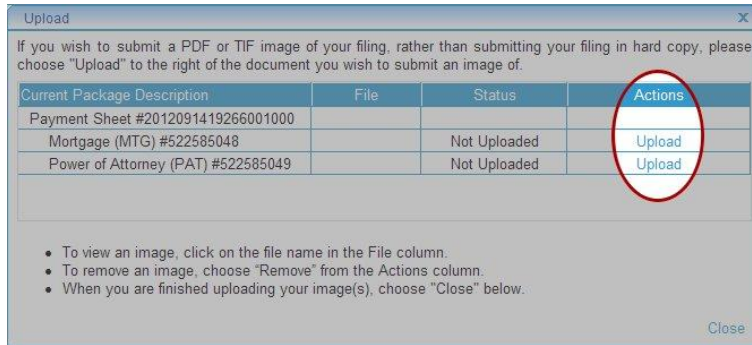 Upload X
If you wish to submit a PDF or TIF image of your filing, rather than submitting your filing in hard copy, please
choose "Upload" to the right of the document you wish to submit an image of.
Current Package Description File Status Actions
Payment Sheet #2012091419266001000
Mortgage (MTG) #522585048 Not Uploaded Upload
Power of Attorney (PAT) #522585049 Not Uploaded Upload
• To view an image, click on the file name in the File column.
• To remove an image, choose “Remove” from the Actions column.
• When you are finished uploading your image(s), choose "Close" below.
Close